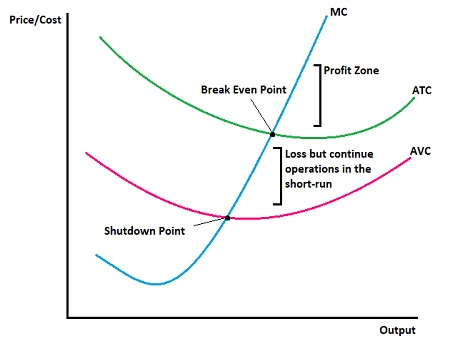 Price/Cost
MC
Profit Zone
Break Even Point
ATC
AVC
Loss but continue
operations in the
short-run
Shutdown Point
Output